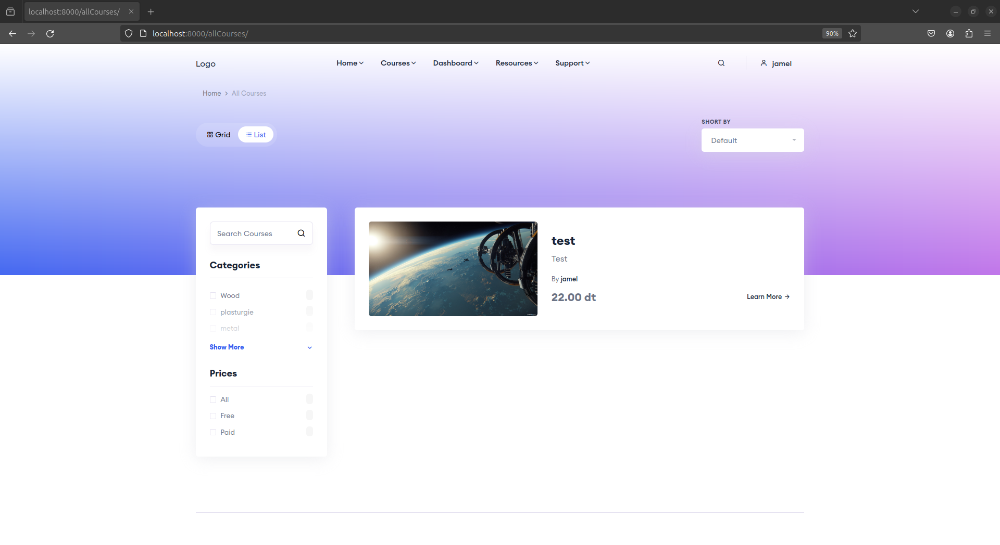 localhost:8000/allCourses/
localhost:8000/allCourses/
90%
Logo
Home
Courses
Dashboard
Resources
Support
jamel
Home
All Courses
Grid
List
SHORT BY
Default
Search Courses
Categories
Wood
plasturgie
metal
Show More
Prices
All
Free
Paid
test
Test
By jamel
22.00 dt
Learn More